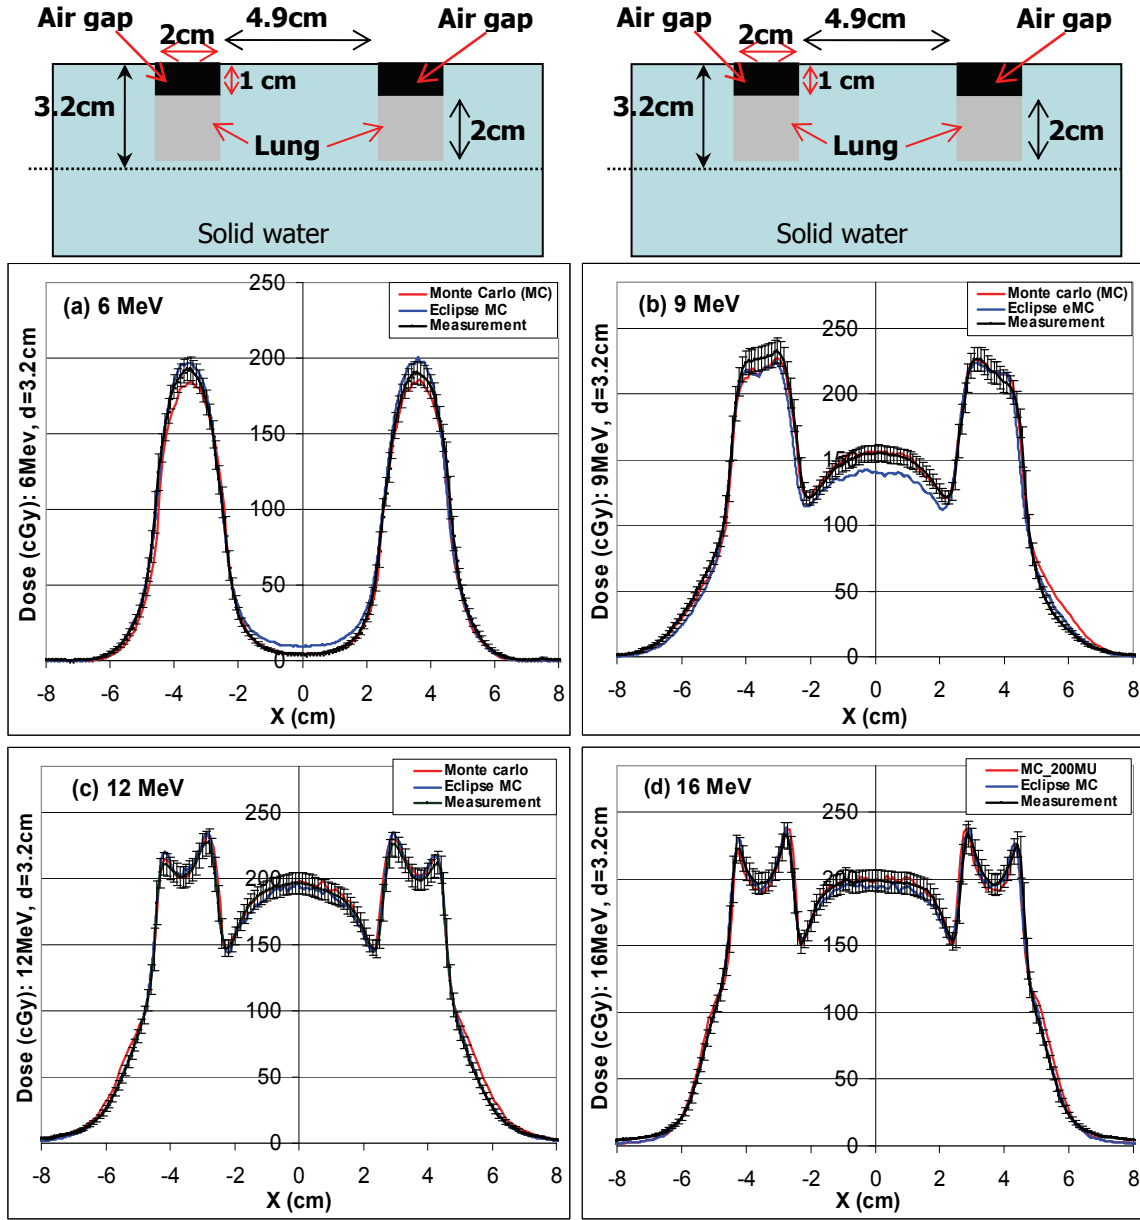 Air gap 4.9cm Air gap
2cm
1 cm
3.2cm
2cm
Lung
Solid water
Air gap 4.9cm Air gap
2cm
1 cm
3.2cm
2cm
Lung
Solid water
(a) 6 MeV
Monte Carlo (MC)
Eclipse MC
Measurement
Dose (cGy): 6Mev, d=3.2cm
250
200
150
100
50
0
-8 -6 -4 -2 0 2 4 6 8
X (cm)
(b) 9 MeV
Monte carlo (MC)
Eclipse eMC
Measurement
Dose (cGy): 9MeV, d=3.2cm
250
200
150
100
50
0
-8 -6 -4 -2 0 2 4 6 8
X (cm)
(c) 12 MeV
Monte carlo
Eclipse MC
Measurement
Dose (cGy): 12MeV, d=3.2cm
250
200
150
100
50
0
-8 -6 -4 -2 0 2 4 6 8
X (cm)
(d) 16 MeV
MC_200MU
Eclipse MC
Measurement
Dose (cGy): 16MeV, d=3.2cm
250
200
150
100
50
0
-8 -6 -4 -2 0 2 4 6 8
X (cm)